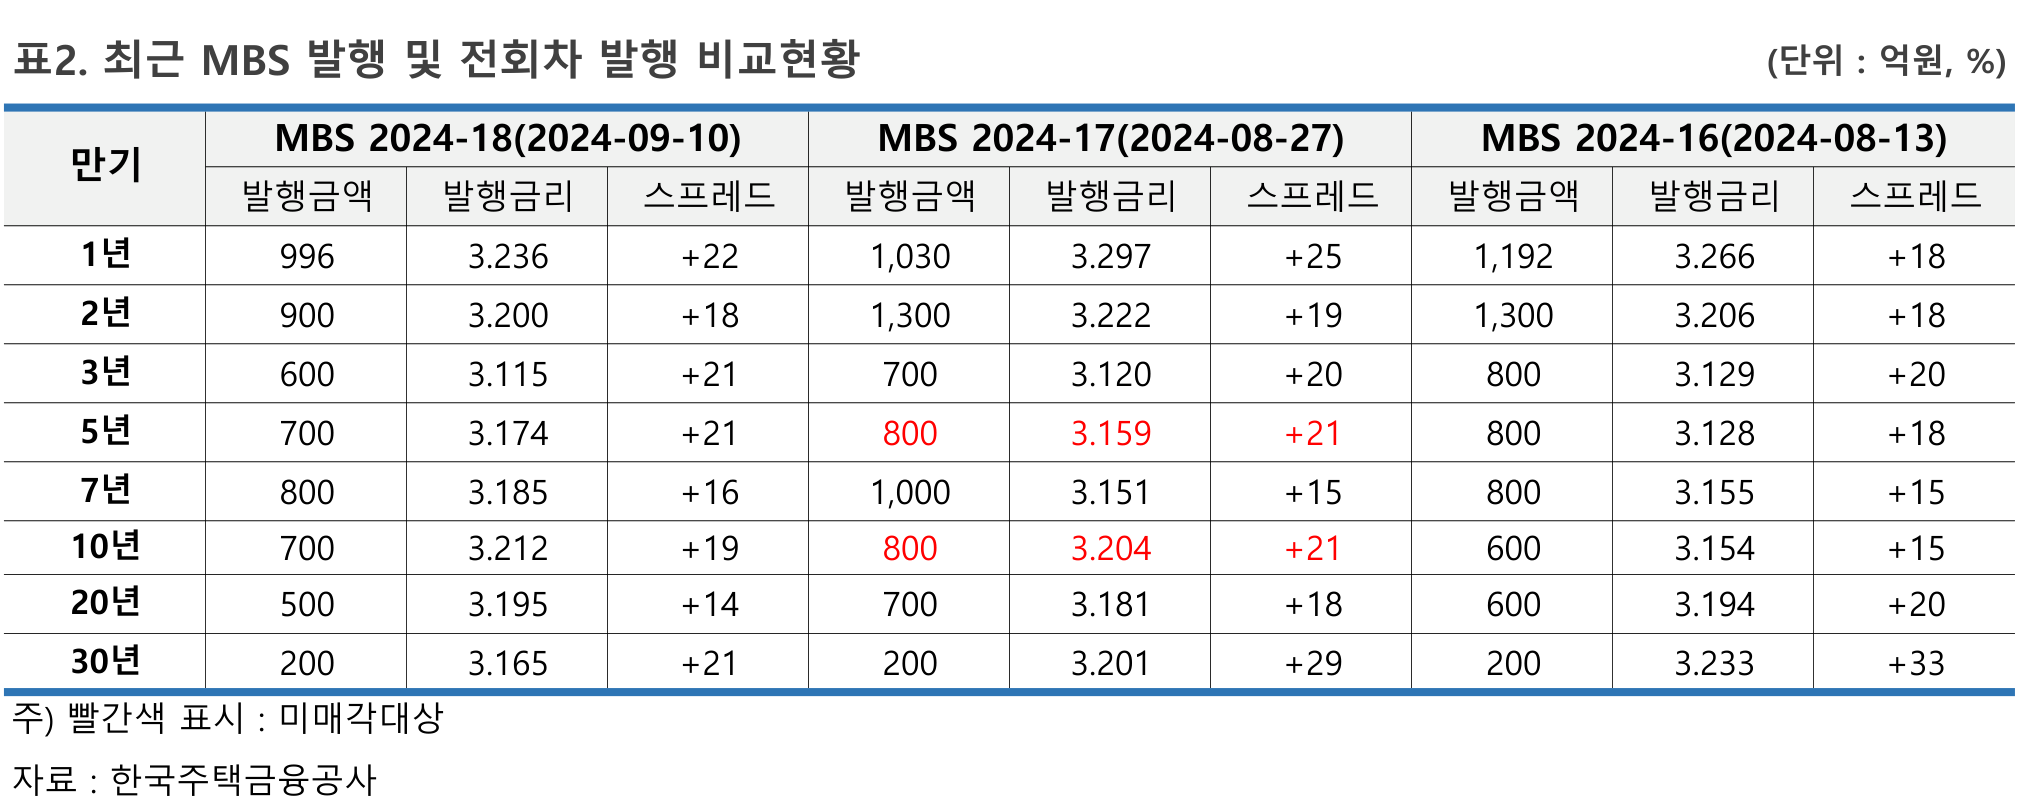 표2. 최근 MBS 발행 및 전회차 발행 비교현황 (단위 : 억원, %)
만기 MBS 2024-18(2024-09-10) MBS 2024-17(2024-08-27) MBS 2024-16(2024-08-13)
발행금액 발행금리 스프레드 발행금액 발행금리 스프레드 발행금액 발행금리 스프레드
1년 996 3.236 +22 1,030 3.297 +25 1,192 3.266 +18
2년 900 3.200 +18 1,300 3.222 +19 1,300 3.206 +18
3년 600 3.115 +21 700 3.120 +20 800 3.129 +20
5년 700 3.174 +21 800 3.159 +21 800 3.128 +18
7년 800 3.185 +16 1,000 3.151 +15 800 3.155 +15
10년 700 3.212 +19 800 3.204 +21 600 3.154 +15
20년 500 3.195 +14 700 3.181 +18 600 3.194 +20
30년 200 3.165 +21 200 3.201 +29 200 3.233 +33
주) 빨간색 표시 : 미매각대상
자료 : 한국주택금융공사